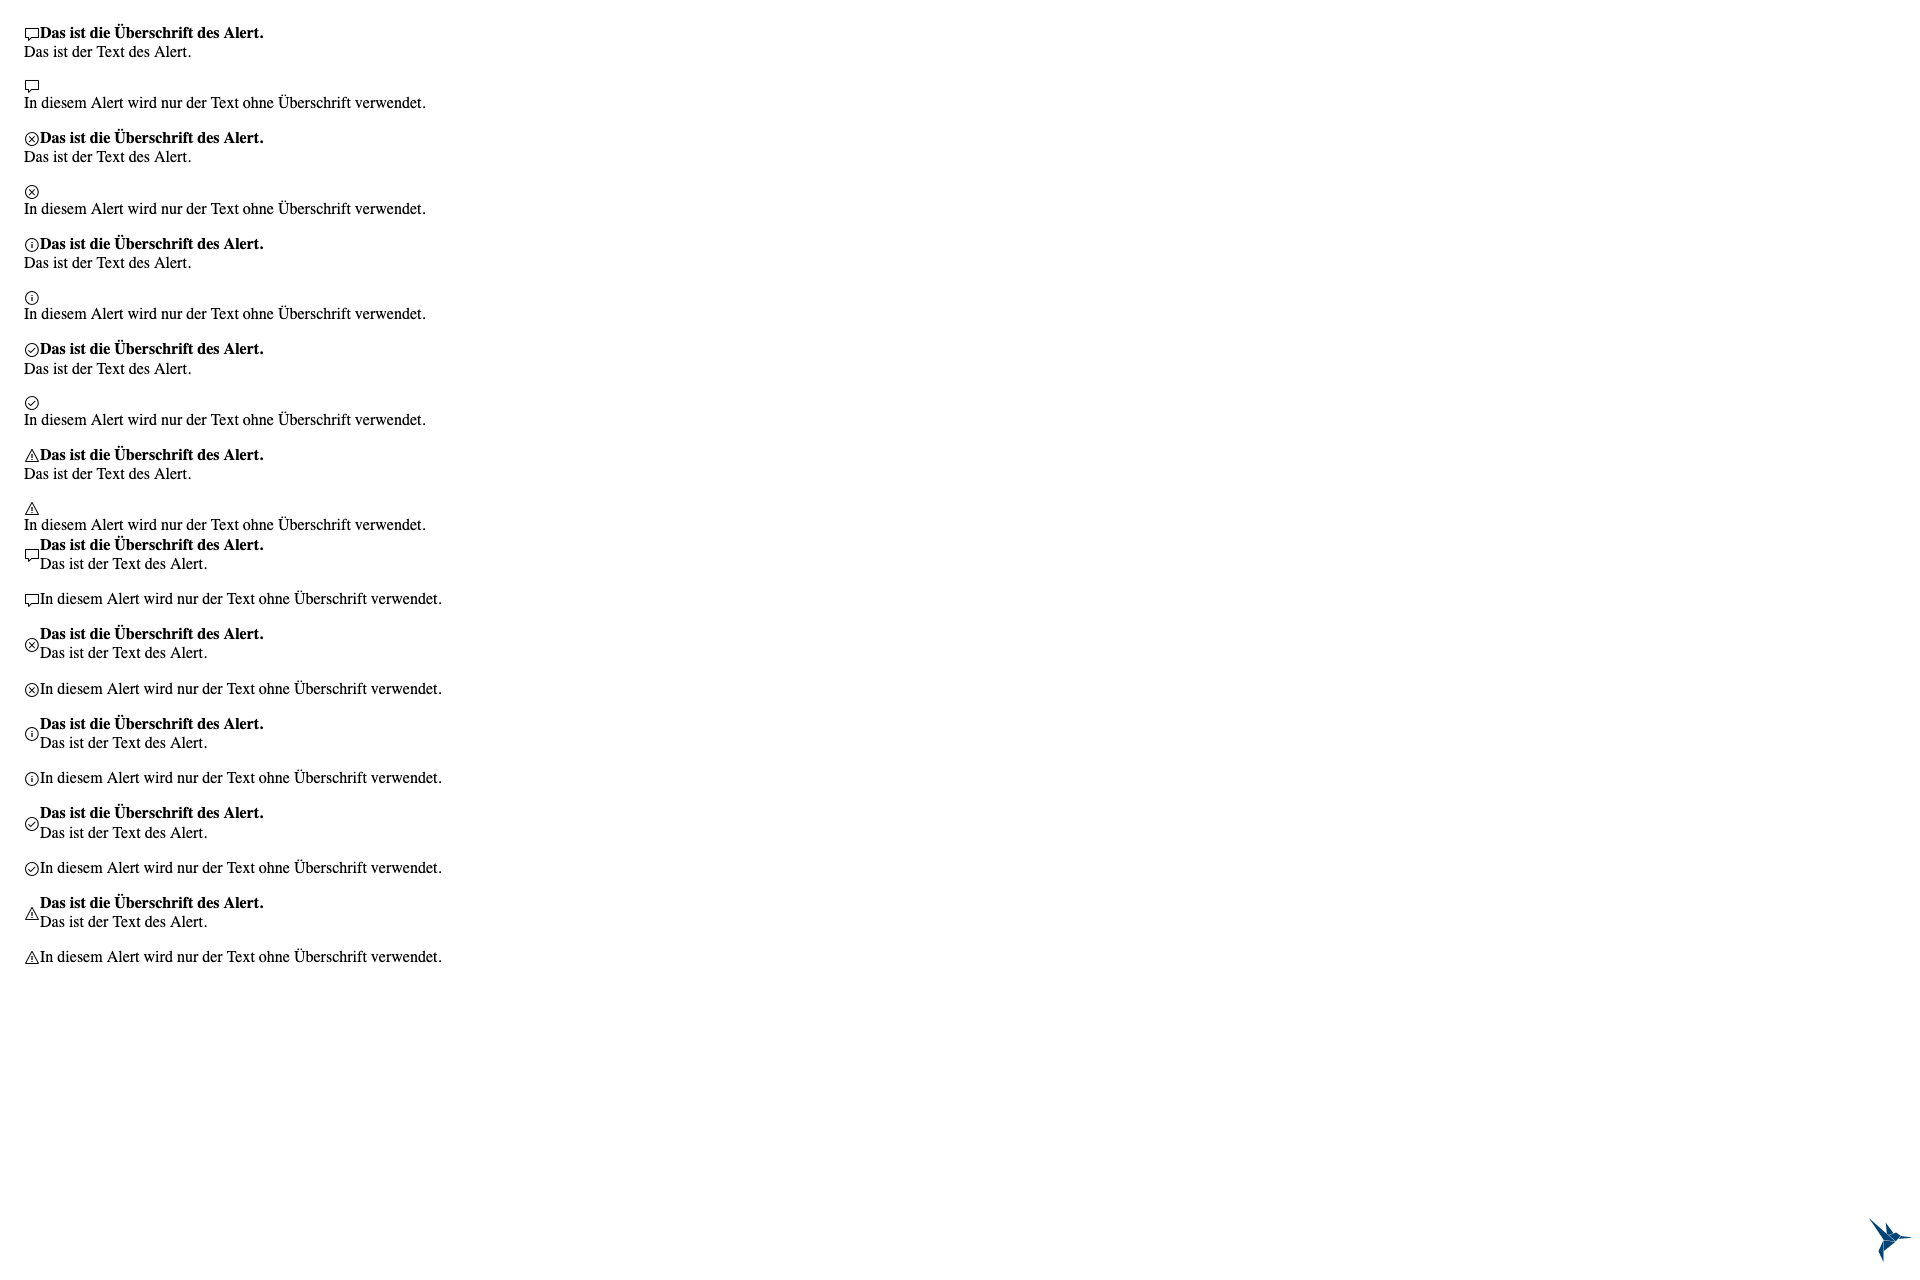 Das ist die Überschrift des Alert.
Das ist der Text des Alert.
In diesem Alert wird nur der Text ohne Überschrift verwendet.
Das ist die Überschrift des Alert.
Das ist der Text des Alert.
In diesem Alert wird nur der Text ohne Überschrift verwendet.
Das ist die Überschrift des Alert.
Das ist der Text des Alert.
In diesem Alert wird nur der Text ohne Überschrift verwendet.
Das ist die Überschrift des Alert.
Das ist der Text des Alert.
In diesem Alert wird nur der Text ohne Überschrift verwendet.
Das ist die Überschrift des Alert.
Das ist der Text des Alert.
In diesem Alert wird nur der Text ohne Überschrift verwendet.
Das ist die Überschrift des Alert.
Das ist der Text des Alert.
In diesem Alert wird nur der Text ohne Überschrift verwendet.
Das ist die Überschrift des Alert.
Das ist der Text des Alert.
In diesem Alert wird nur der Text ohne Überschrift verwendet.
Das ist die Überschrift des Alert.
Das ist der Text des Alert.
In diesem Alert wird nur der Text ohne Überschrift verwendet.
Das ist die Überschrift des Alert.
Das ist der Text des Alert.
In diesem Alert wird nur der Text ohne Überschrift verwendet.
Das ist die Überschrift des Alert.
Das ist der Text des Alert.
In diesem Alert wird nur der Text ohne Überschrift verwendet.